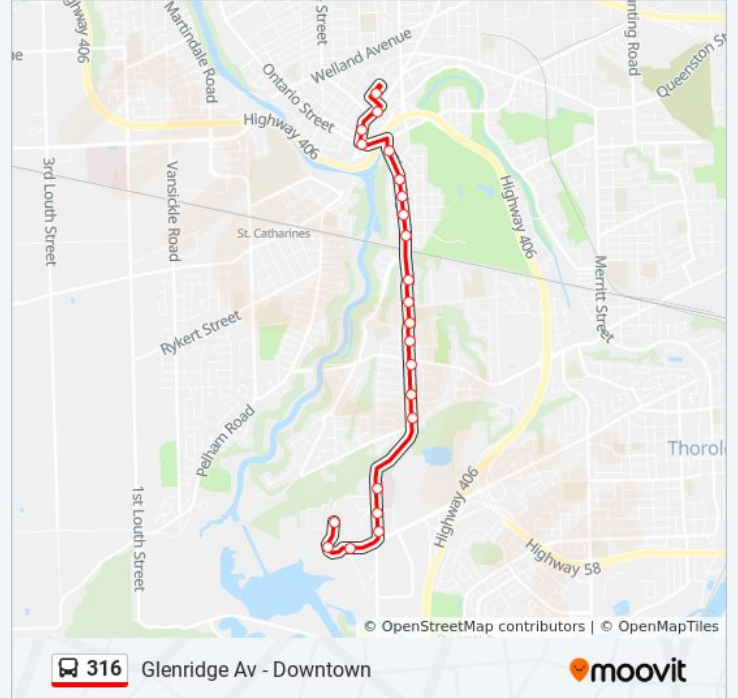 Highway 406
Martindale Road
Street
Welland Avenue
Ontario Street
Highway 406
Queenston St
3rd Louth Street
Vansickle Road
St. Catharines
Highway 406
Merritt Street
Rykert Street
Pelham Road
Thorol
1st Louth Street
Highway 406
Highway 58
© OpenStreetMap contributors | © OpenMapTiles
316 Glenridge Av - Downtown
moovit